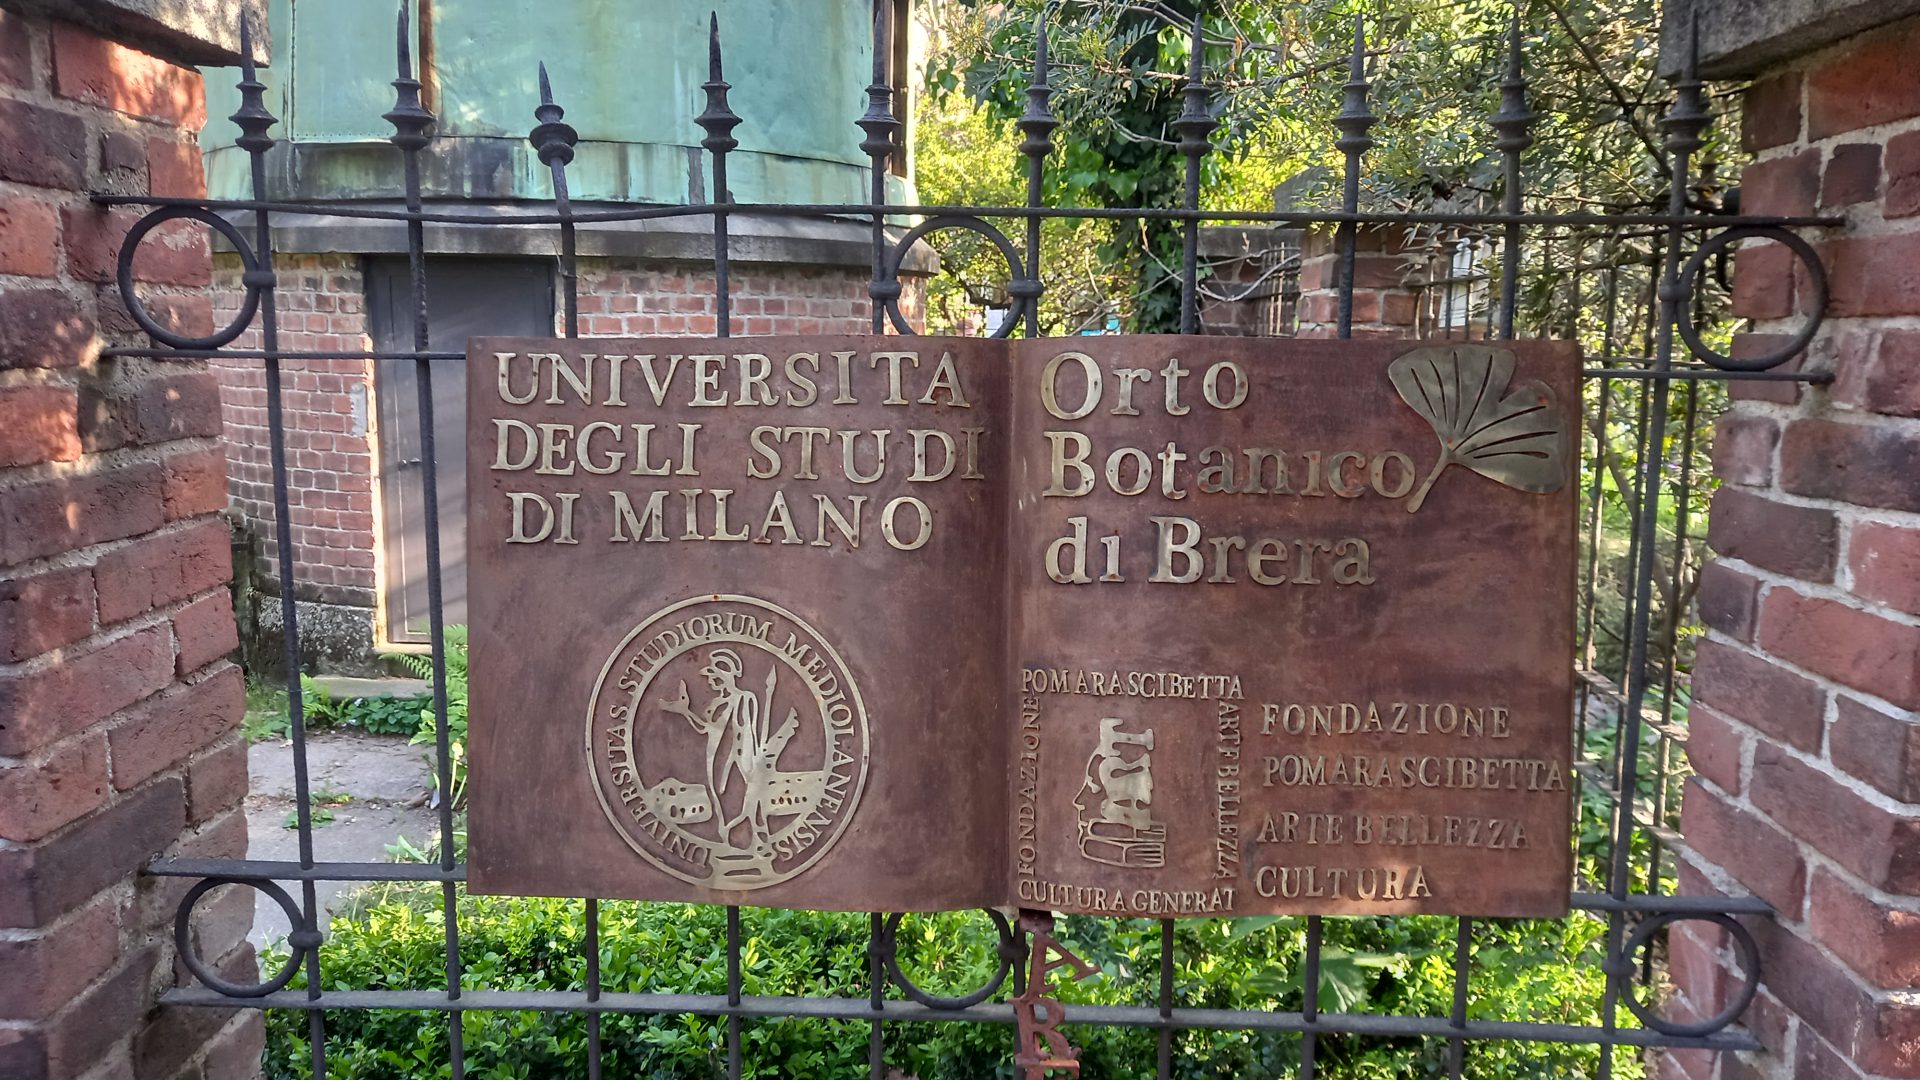 UNIVERSITA
DEGLI STUDI
DI MILANO
UNIVERSITAS STUDIORUM MEDIOLANENSIS
Orto
Botanico
di Brera
POMARASCIBETTA
FONDAZIONE
ARTE BELLEZZA
CULTURA GENERAT
FONDAZIONE
POMARASCIBETTA
ARTE BELLEZZA
CULTURA